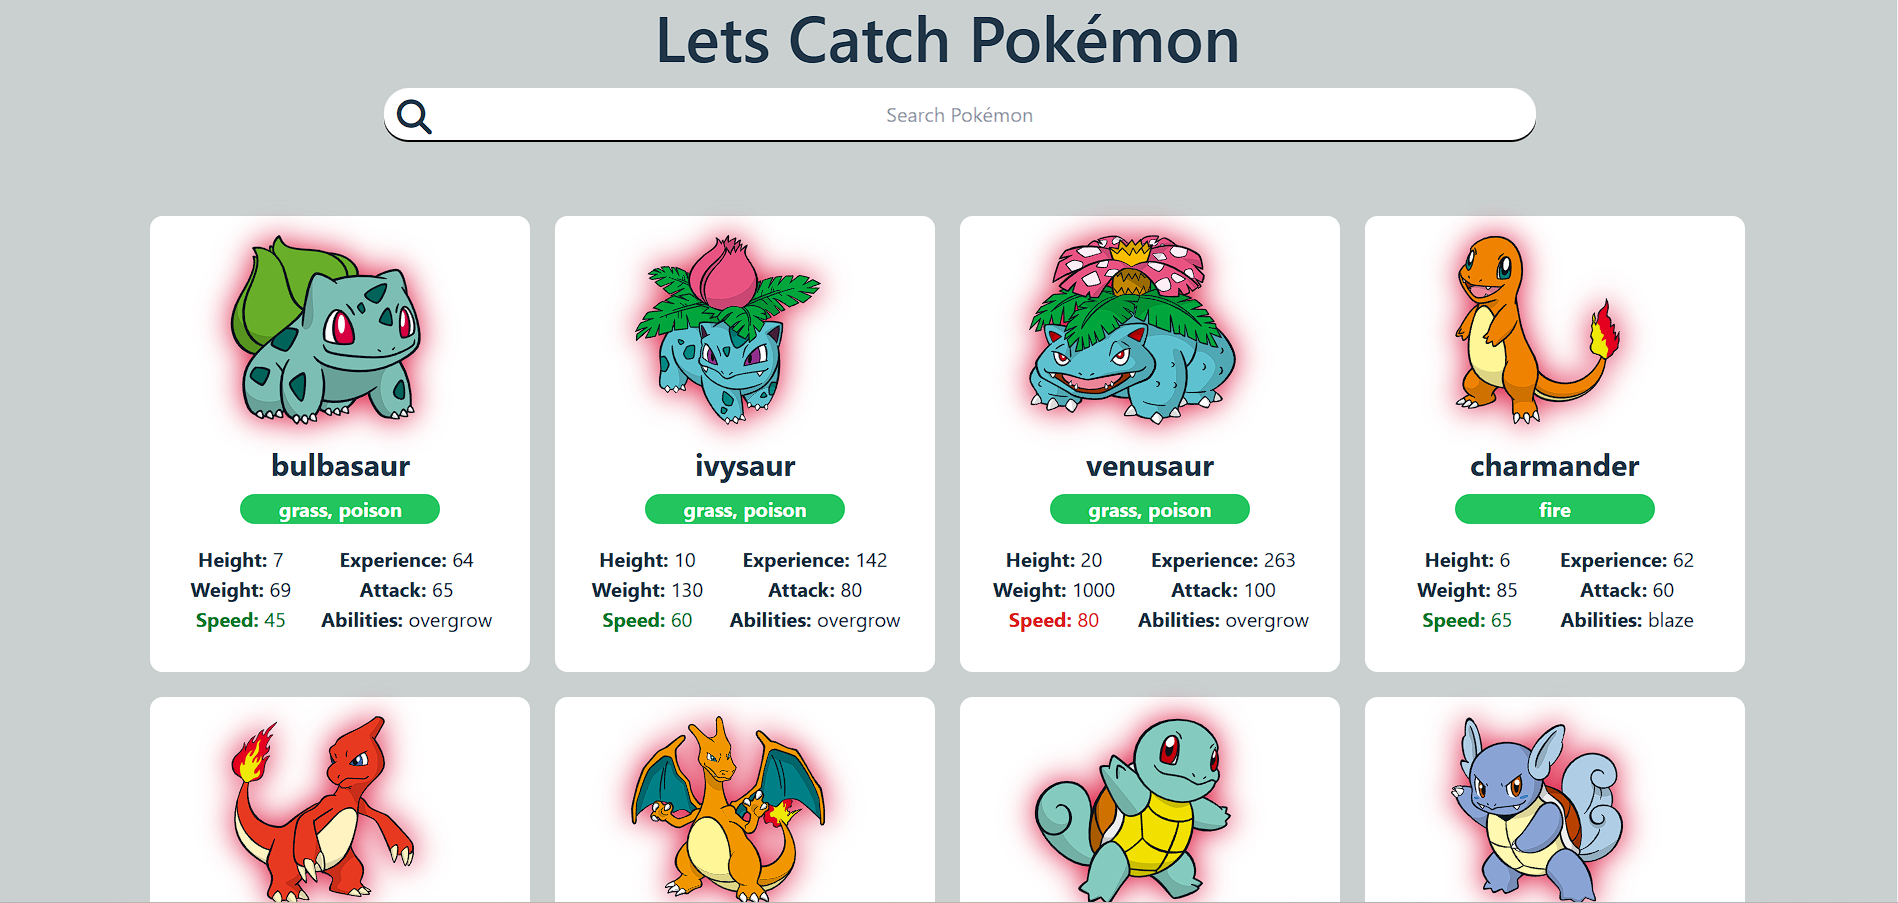 Lets Catch Pokémon
Search Pokémon
bulbasaur
grass, poison
Height: 7
Experience: 64
Weight: 69
Attack: 65
Speed: 45
Abilities: overgrow
ivysaur
grass, poison
Height: 10
Experience: 142
Weight: 130
Attack: 80
Speed: 60
Abilities: overgrow
venusaur
grass, poison
Height: 20
Experience: 263
Weight: 1000
Attack: 100
Speed: 80
Abilities: overgrow
charmander
fire
Height: 6
Experience: 62
Weight: 85
Attack: 60
Speed: 65
Abilities: blaze